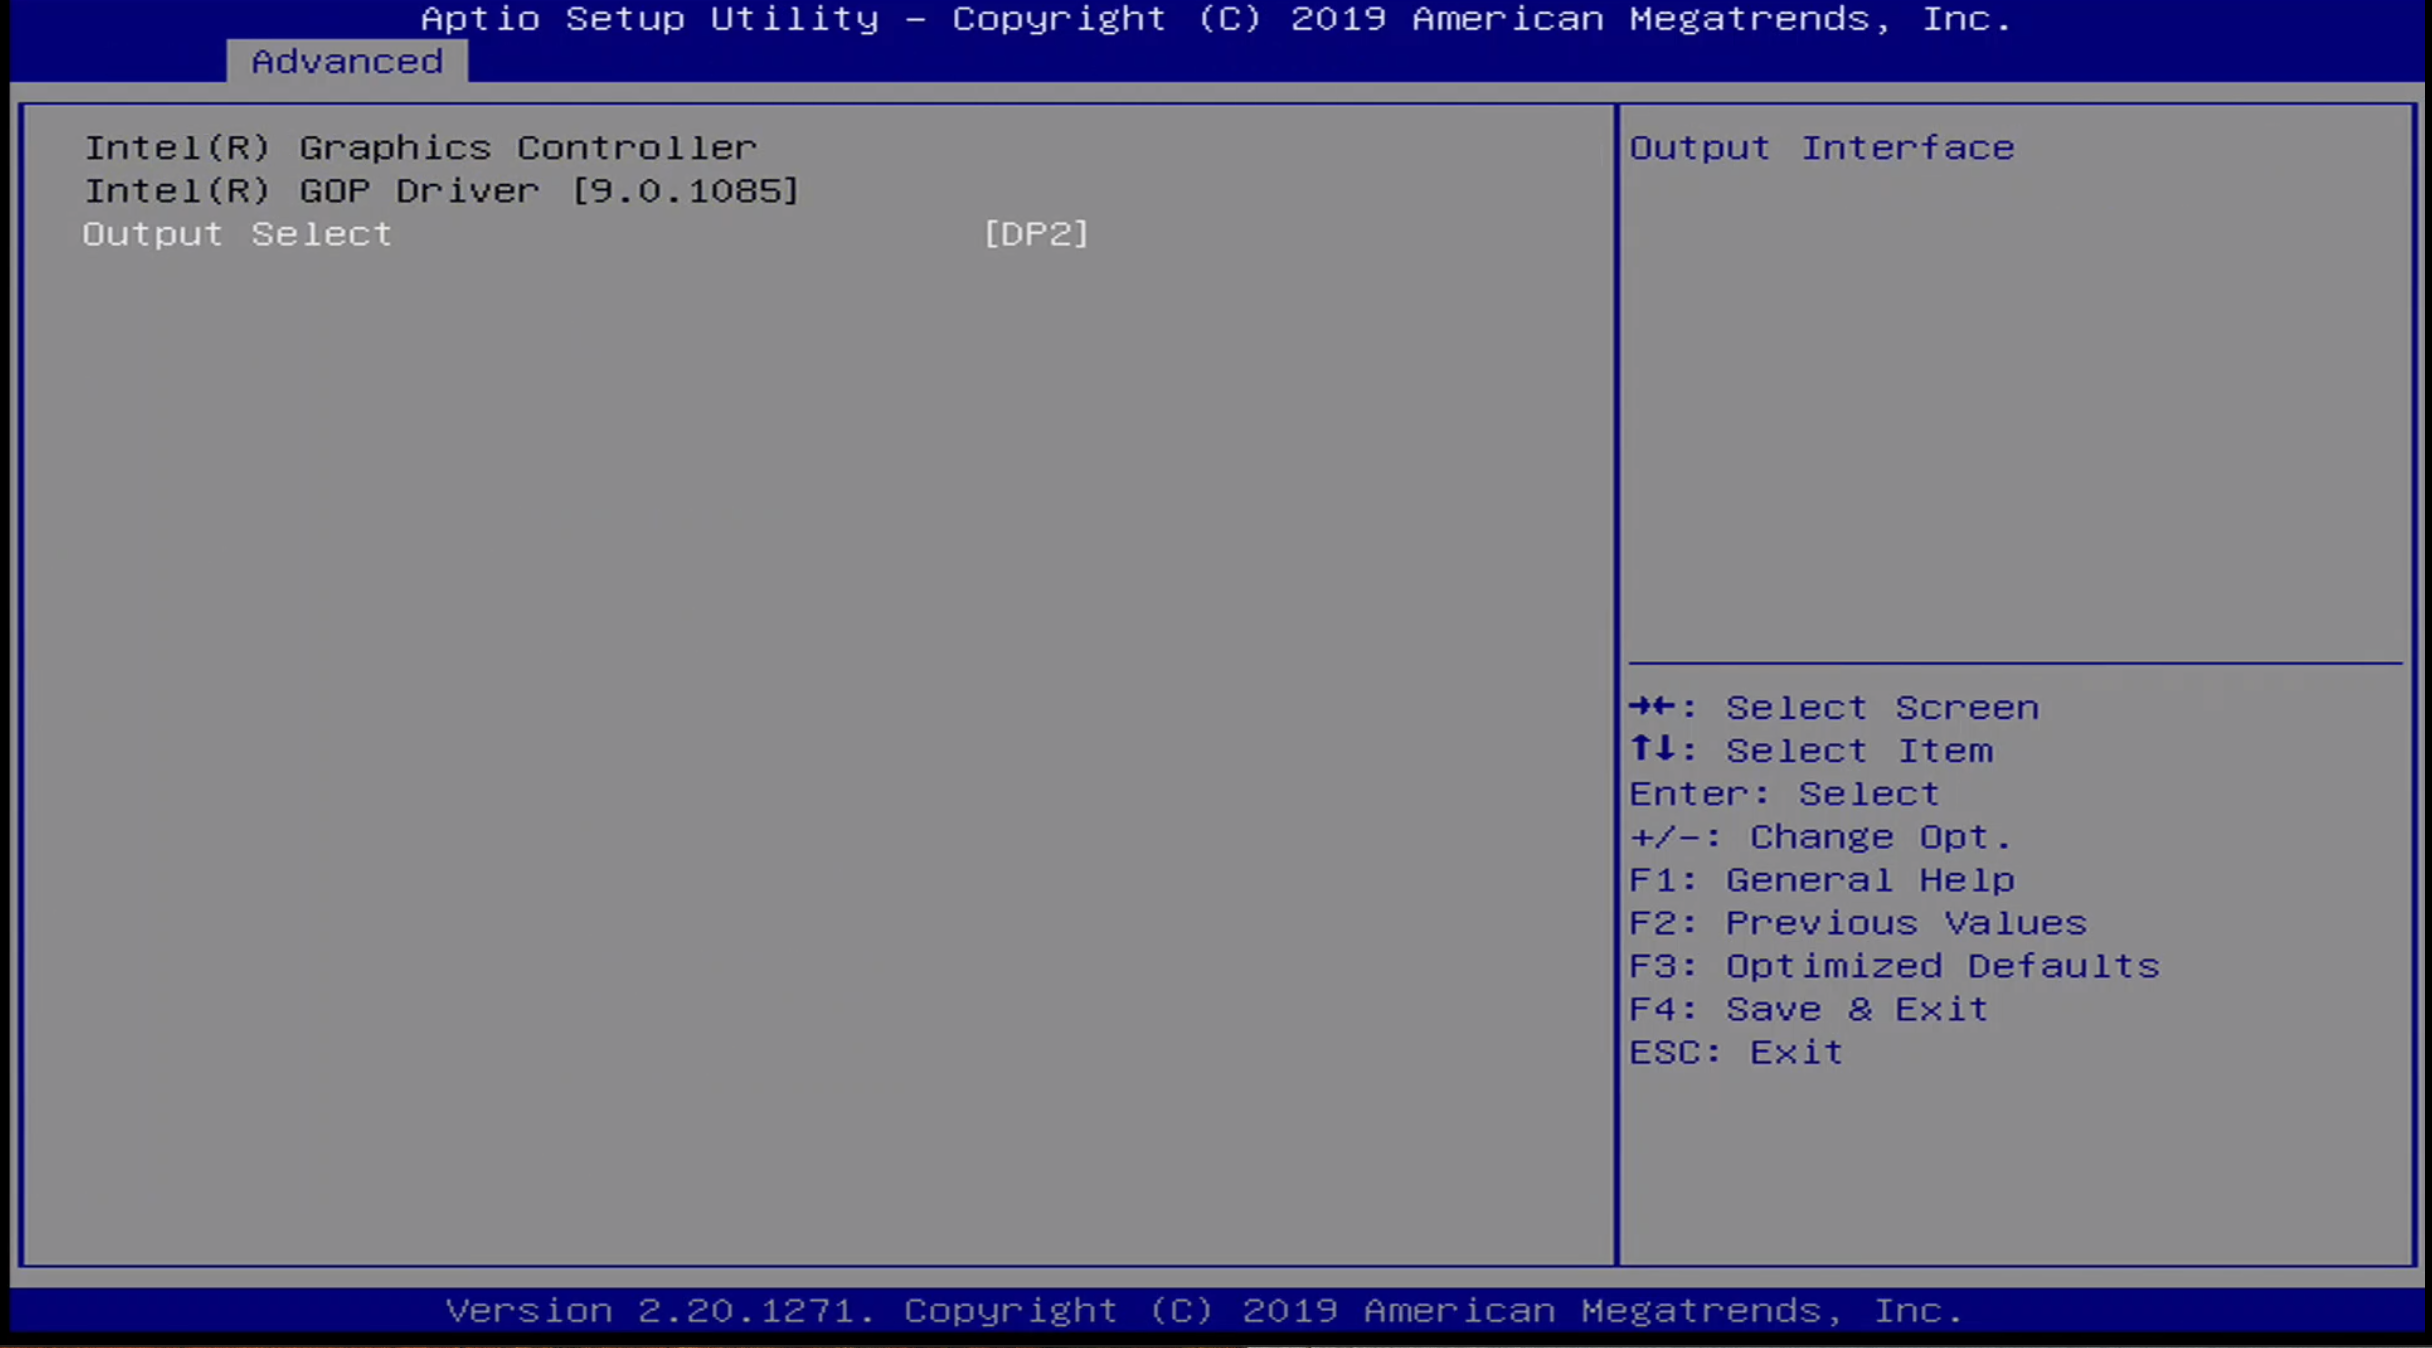 Aptio Setup Utility – Copyright (C) 2019 American Megatrends, Inc.
Advanced
Intel(R) Graphics Controller
Intel(R) GOP Driver [9.0.1085]
Output Select [DP2]
Output Interface
→←: Select Screen
↑↓: Select Item
Enter: Select
+/-: Change Opt.
F1: General Help
F2: Previous Values
F3: Optimized Defaults
F4: Save & Exit
ESC: Exit
Version 2.20.1271. Copyright (C) 2019 American Megatrends, Inc.